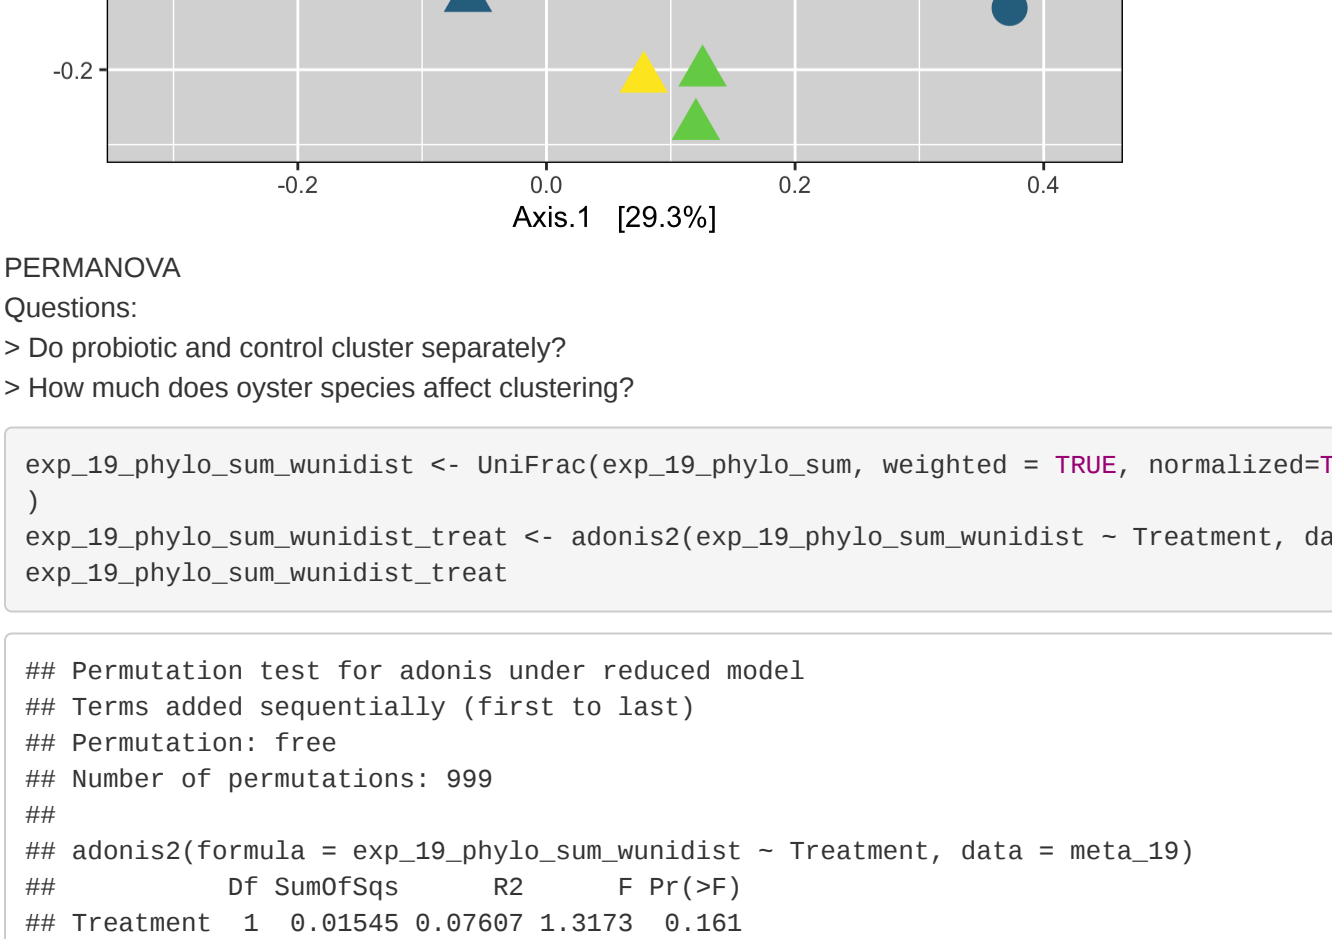 -0.2
-0.2 0.0 0.2 0.4
Axis.1 [29.3%]
PERMANOVA
Questions:
> Do probiotic and control cluster separately?
> How much does oyster species affect clustering?
exp_19_phylo_sum_wunidist <- UniFrac(exp_19_phylo_sum, weighted = TRUE, normalized=T
)
exp_19_phylo_sum_wunidist_treat <- adonis2(exp_19_phylo_sum_wunidist ~ Treatment, da
exp_19_phylo_sum_wunidist_treat
## Permutation test for adonis under reduced model
## Terms added sequentially (first to last)
## Permutation: free
## Number of permutations: 999
##
## adonis2(formula = exp_19_phylo_sum_wunidist ~ Treatment, data = meta_19)
##           Df SumOfSqs      R2      F Pr(>F)
## Treatment  1  0.01545 0.07607 1.3173  0.161